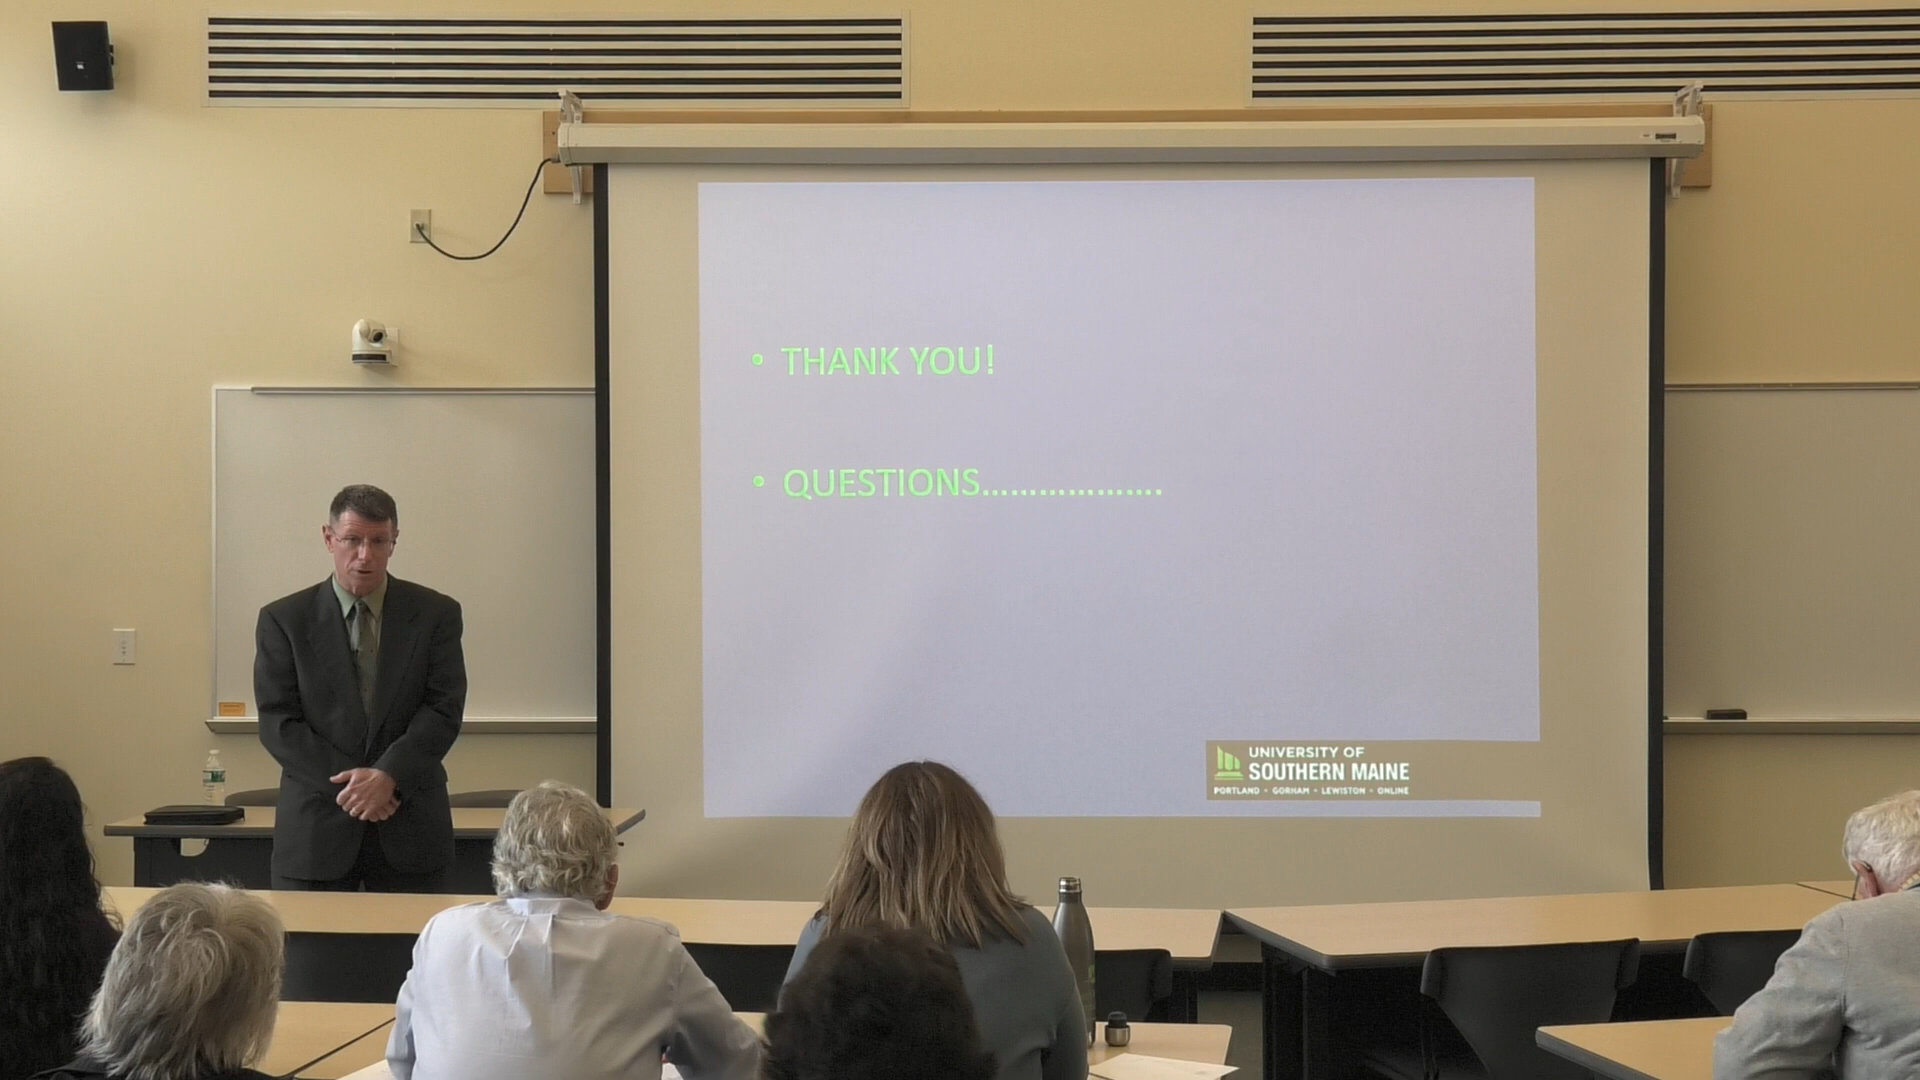 • THANK YOU!
• QUESTIONS...................
UNIVERSITY OF
SOUTHERN MAINE
PORTLAND • GORHAM • LEWISTON • ONLINE